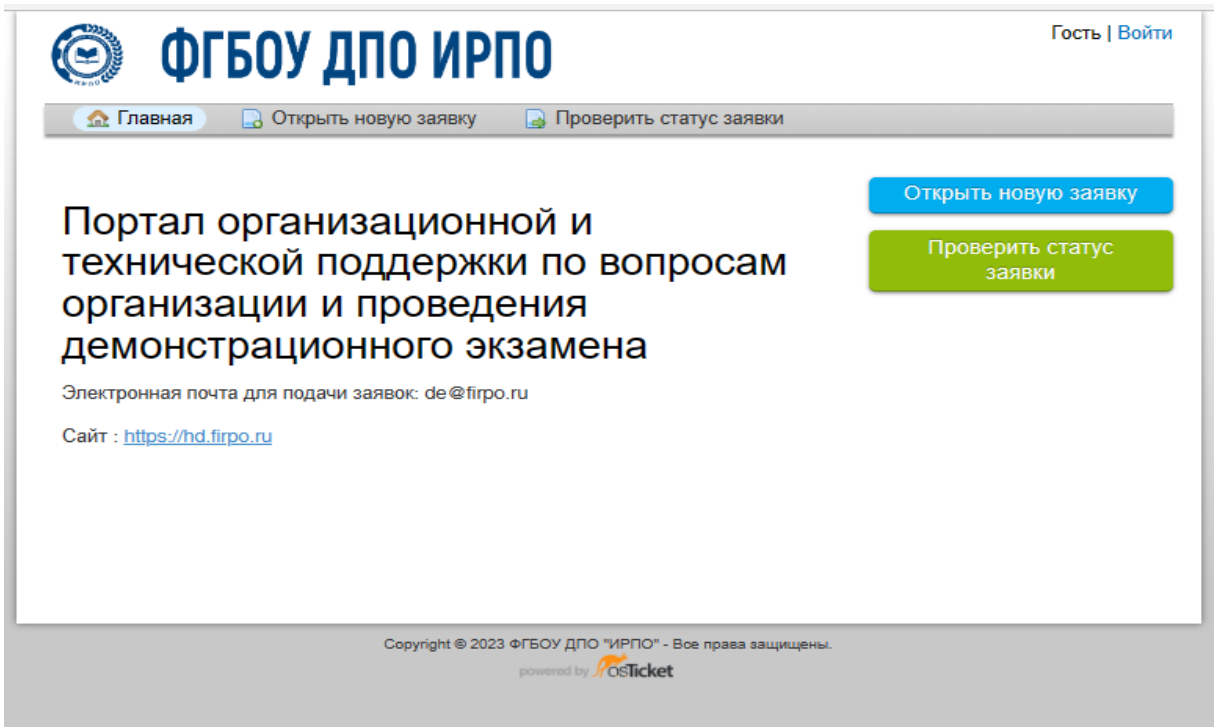 ФГБОУ ДПО ИРПО
Гость | Войти
Главная
Открыть новую заявку
Проверить статус заявки
Портал организационной и
технической поддержки по вопросам
организации и проведения
демонстрационного экзамена
Электронная почта для подачи заявок: de@firpo.ru
Сайт : https://hd.firpo.ru
Открыть новую заявку
Проверить статус
заявки
Copyright © 2023 ФГБОУ ДПО "ИРПО" - Все права защищены.
powered by osTicket